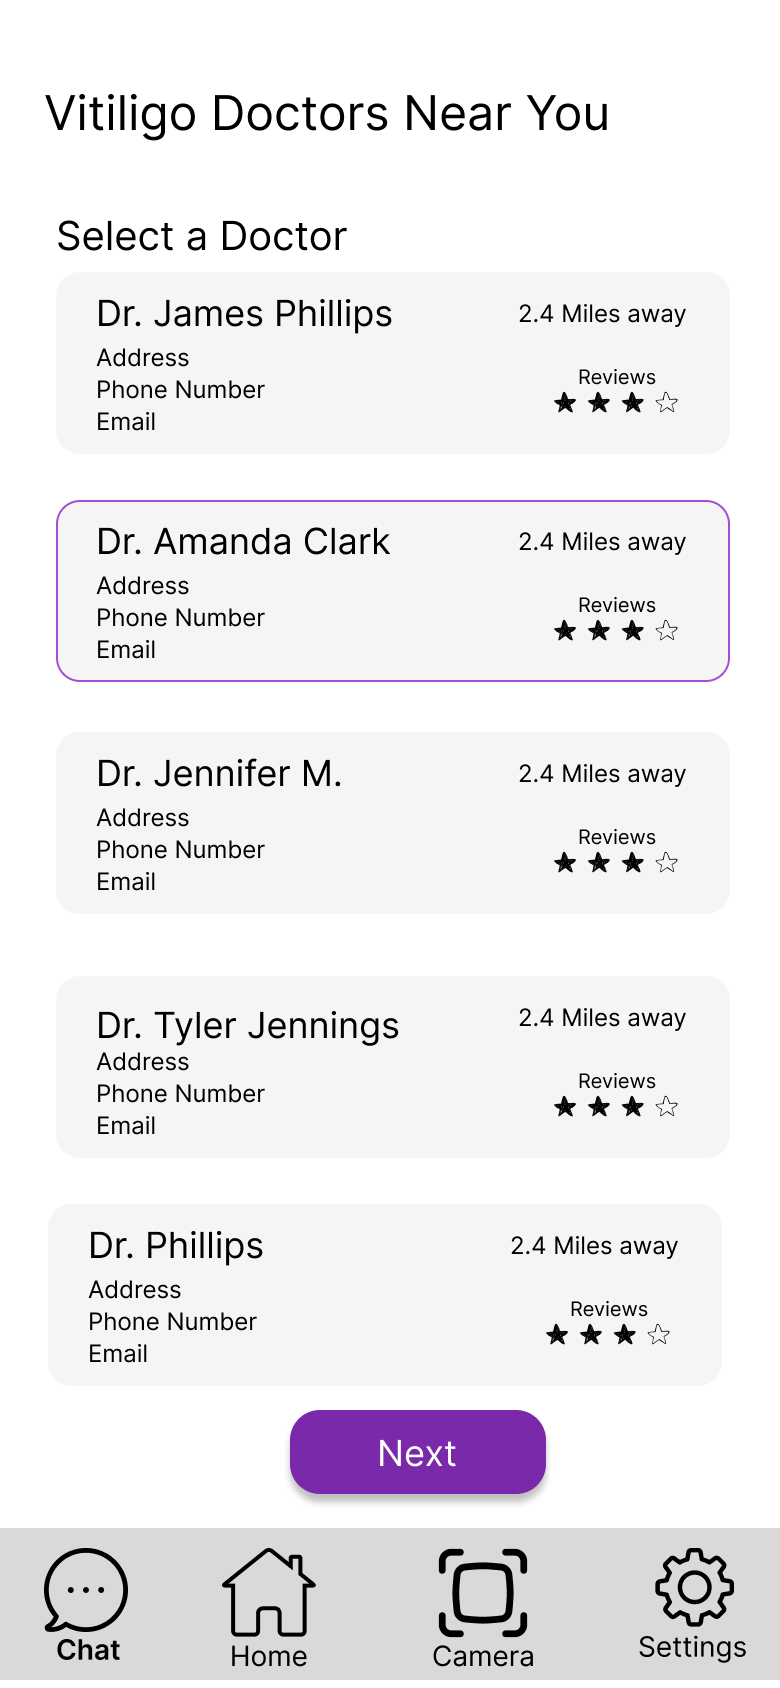 Vitiligo Doctors Near You
Select a Doctor
Dr. James Phillips
2.4 Miles away
Address
Phone Number
Email
Reviews
Dr. Amanda Clark
2.4 Miles away
Address
Phone Number
Email
Reviews
Dr. Jennifer M.
2.4 Miles away
Address
Phone Number
Email
Reviews
Dr. Tyler Jennings
2.4 Miles away
Address
Phone Number
Email
Reviews
Dr. Phillips
2.4 Miles away
Address
Phone Number
Email
Reviews
Next
Chat
Home
Camera
Settings